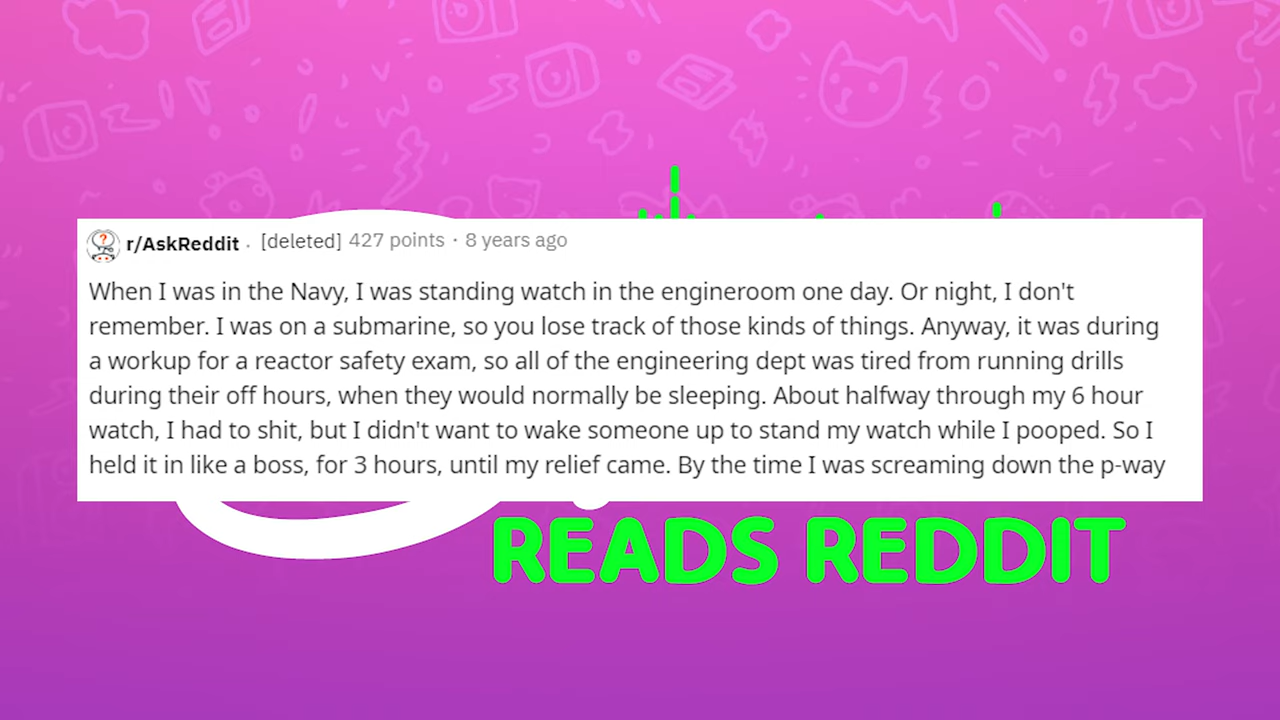 r/AskReddit · [deleted] 427 points · 8 years ago
When I was in the Navy, I was standing watch in the engineroom one day. Or night, I don't
remember. I was on a submarine, so you lose track of those kinds of things. Anyway, it was during
a workup for a reactor safety exam, so all of the engineering dept was tired from running drills
during their off hours, when they would normally be sleeping. About halfway through my 6 hour
watch, I had to shit, but I didn't want to wake someone up to stand my watch while I pooped. So I
held it in like a boss, for 3 hours, until my relief came. By the time I was screaming down the p-way
READS REDDIT